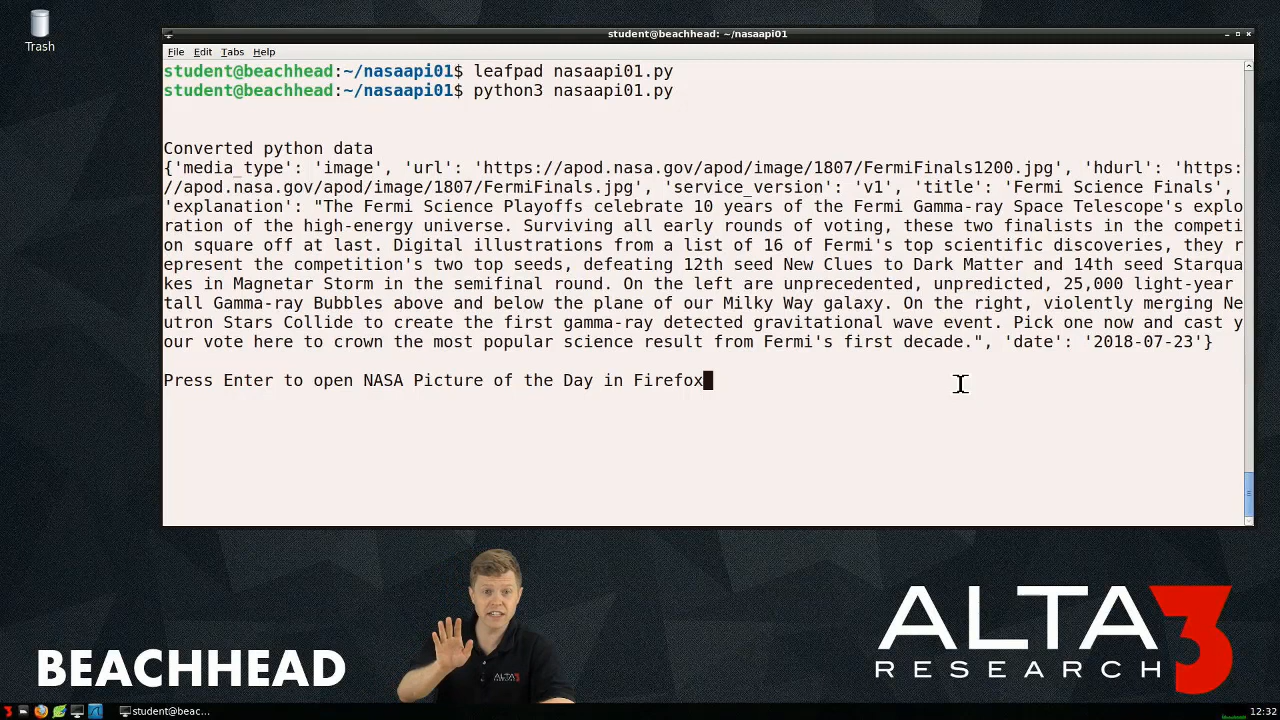 Trash
student@beachhead: ~/nasaapi01
File Edit Tabs Help
student@beachhead:~/nasaapi01$ leafpad nasaapi01.py
student@beachhead:~/nasaapi01$ python3 nasaapi01.py
Converted python data
{'media_type': 'image', 'url': 'https://apod.nasa.gov/apod/image/1807/FermiFinals1200.jpg', 'hdurl': 'https:
//apod.nasa.gov/apod/image/1807/FermiFinals.jpg', 'service_version': 'v1', 'title': 'Fermi Science Finals',
'explanation': "The Fermi Science Playoffs celebrate 10 years of the Fermi Gamma-ray Space Telescope's explo
ration of the high-energy universe. Surviving all early rounds of voting, these two finalists in the competi
on square off at last. Digital illustrations from a list of 16 of Fermi's top scientific discoveries, they r
epresent the competition's two top seeds, defeating 12th seed New Clues to Dark Matter and 14th seed Starqua
kes in Magnetar Storm in the semifinal round. On the left are unprecedented, unpredicted, 25,000 light-year
tall Gamma-ray Bubbles above and below the plane of our Milky Way galaxy. On the right, violently merging Ne
utron Stars Collide to create the first gamma-ray detected gravitational wave event. Pick one now and cast y
our vote here to crown the most popular science result from Fermi's first decade.", 'date': '2018-07-23'}
Press Enter to open NASA Picture of the Day in Firefox
BEACHHEAD
ALTA3
ALTA3
RESEARCH
student@beac...
12:32